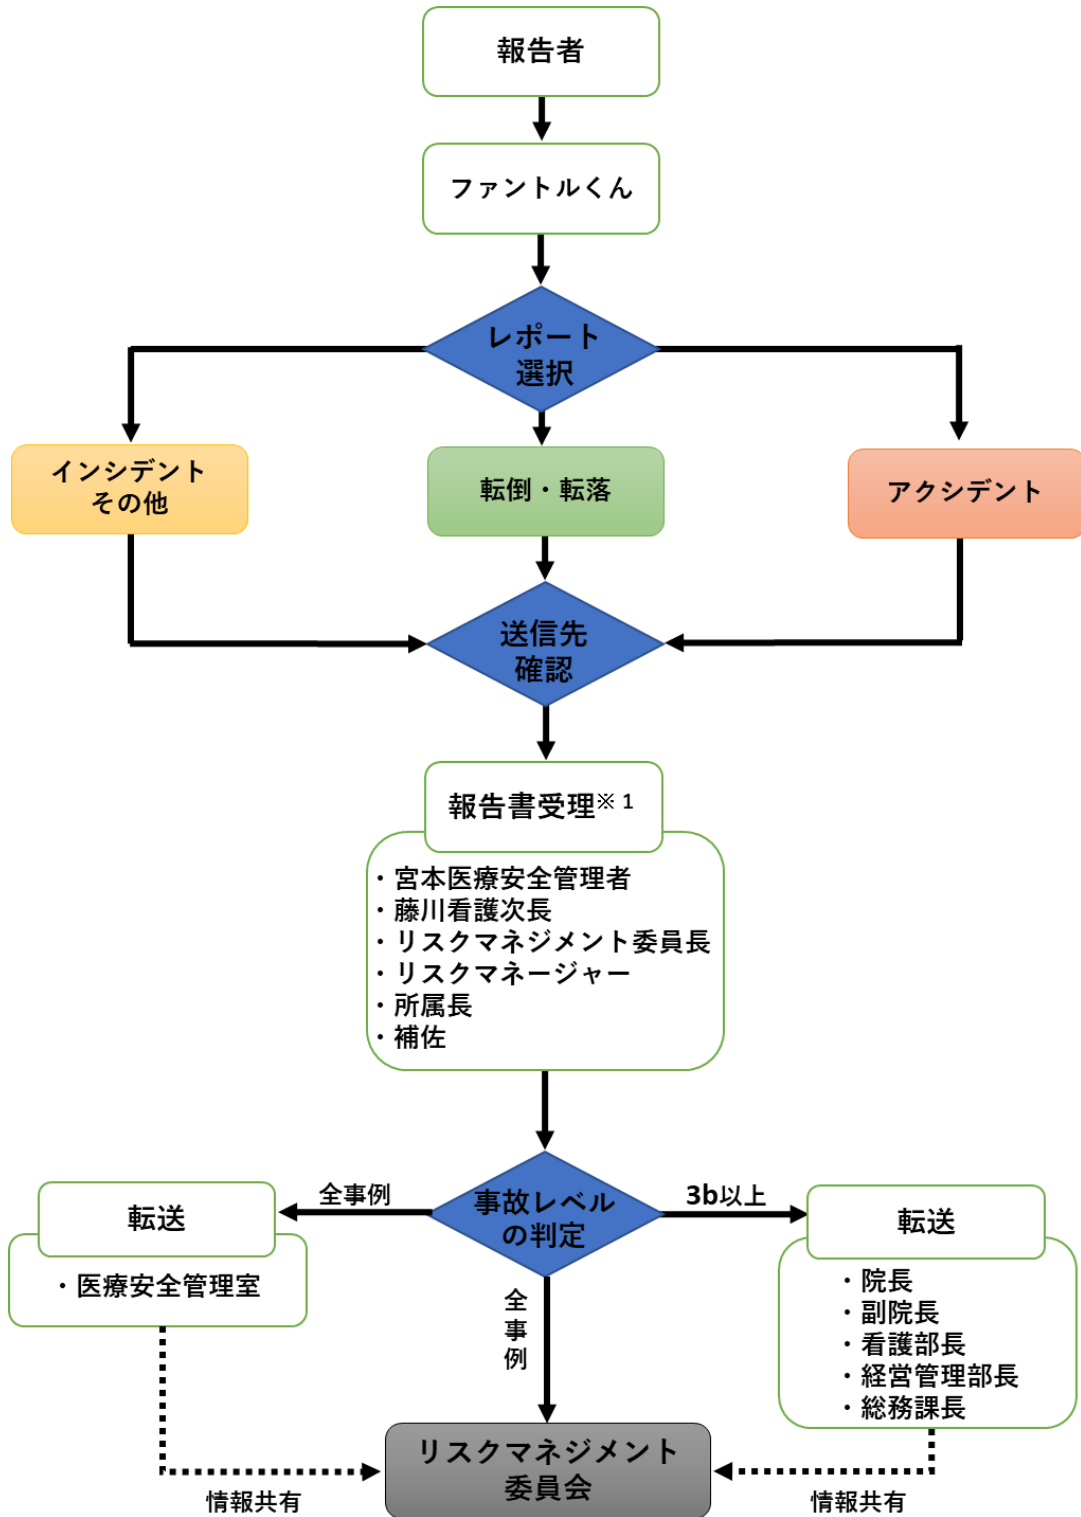 報告者
ファントルくん
レポート
選択
インシデント
その他
転倒・転落
アクシデント
送信先
確認
報告書受理※1
・宮本医療安全管理者
・藤川看護次長
・リスクマネジメント委員長
・リスクマネージャー
・所属長
・補佐
事故レベル
の判定
全事例
3b以上
転送
・医療安全管理室
転送
・院長
・副院長
・看護部長
・経営管理部長
・総務課長
全事例
リスクマネジメント
委員会
情報共有
情報共有